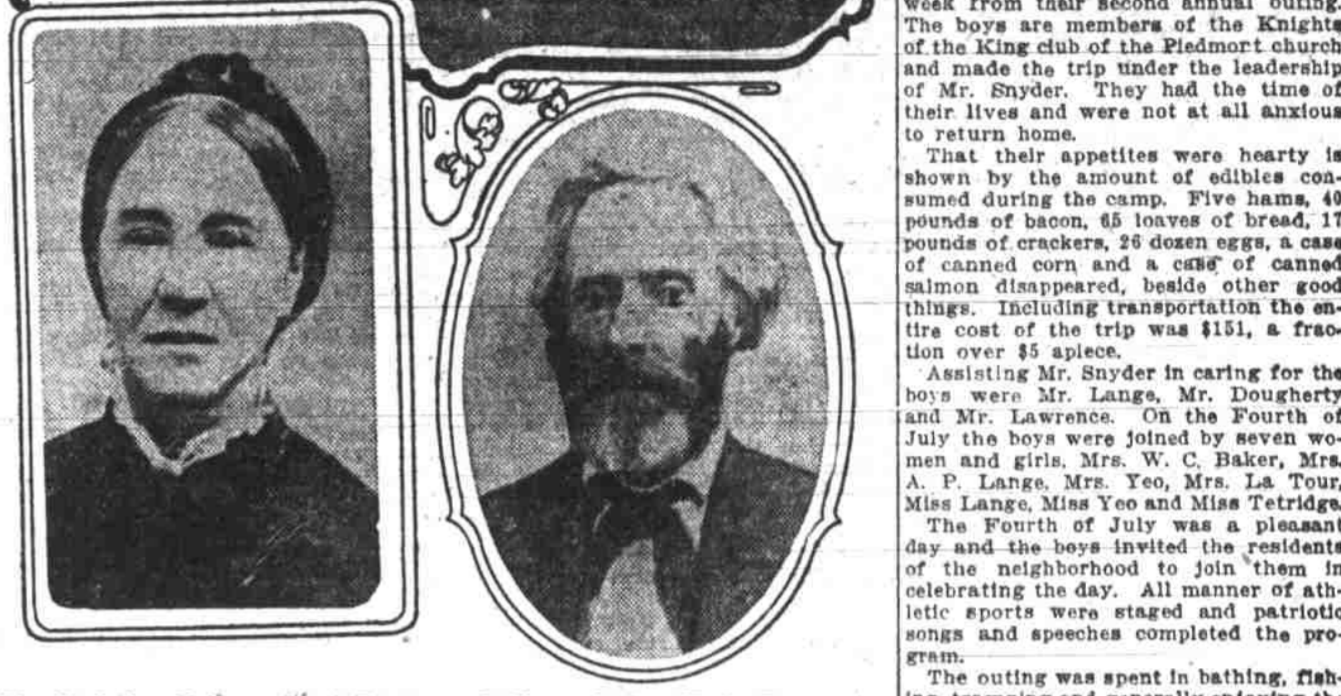 week from their second annual outing.
The boys are members of the Knights
of the King club of the Piedmort church
and made the trip under the leadership
of Mr. Snyder. They had the time of
their lives and were not at all anxious
to return home.
That their appetites were hearty is
shown by the amount of edibles con-
sumed during the camp. Five hams, 40
pounds of bacon, 65 loaves of bread,
pounds of crackers, 26 dozen eggs, a case
of canned corn and a case of canned
salmon disappeared, beside other good
things. Including transportation the en-
tire cost of the trip was $151, a frac-
tion over $5 apiece.
Assisting Mr. Snyder in caring for the
boys were Mr. Lange, Mr. Dougherty
and Mr. Lawrence. On the Fourth of
July the boys were joined by seven wo-
men and girls, Mrs. W. C. Baker, Mrs.
A. P. Lange, Mrs. Yeo, Mrs. La Tour,
Miss Lange, Miss Yeo and Miss Tetridge.
The Fourth of July was a pleasan
day and the boys invited the residents
of the neighborhood to join them in
celebrating the day. All manner of ath-
letic sports were staged and patriotic
songs and speeches completed the pro-
gram.
The outing was spent in bathing, fish-